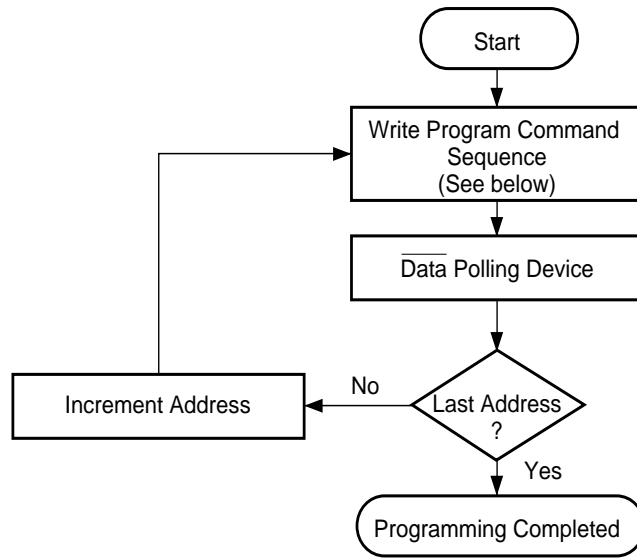 Start
Write Program Command
Sequence
(See below)
Data Polling Device
No
Increment Address
Last Address
?
Yes
Programming Completed